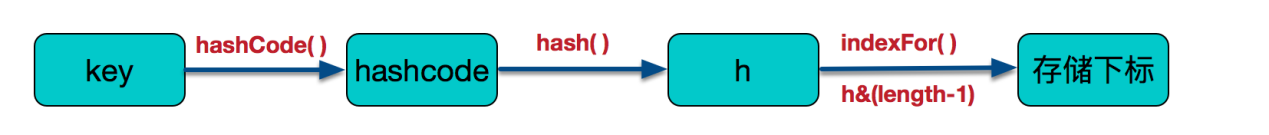 key
hashCode( )
hashcode
hash( )
h
indexFor( )
h&(length-1)
存储下标